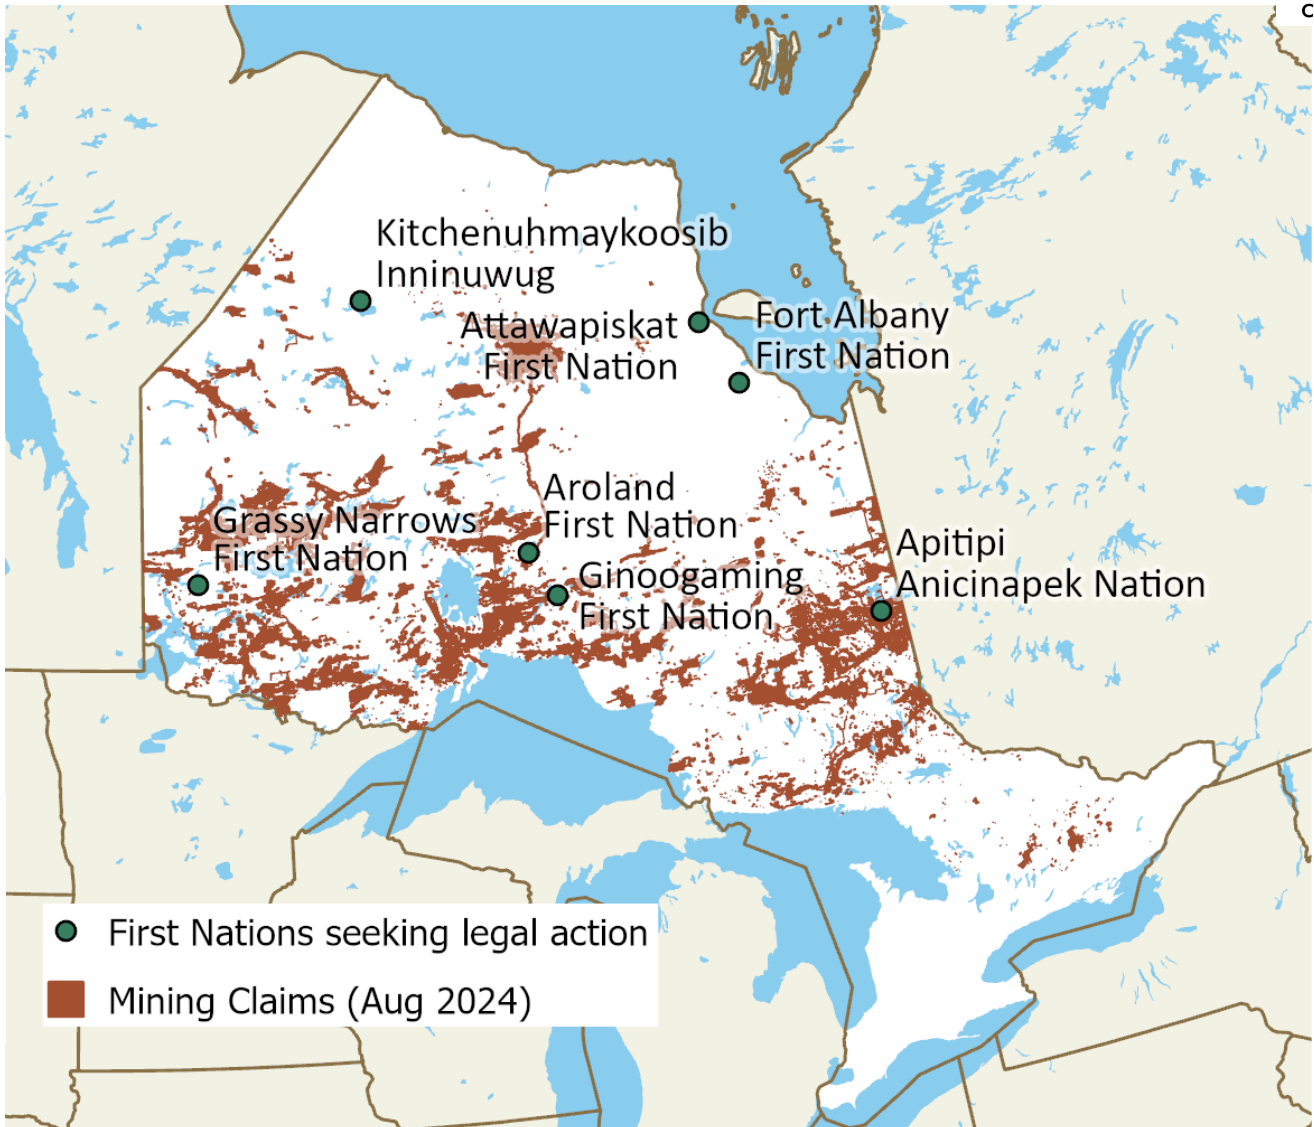 Kitchenuhmaykoosib
Inninuwug
Attawapiskat
First Nation
Fort Albany
First Nation
Aroland
First Nation
Grassy Narrows
First Nation
Ginoogaming
First Nation
Apitipi
Anicinapek Nation
First Nations seeking legal action
Mining Claims (Aug 2024)